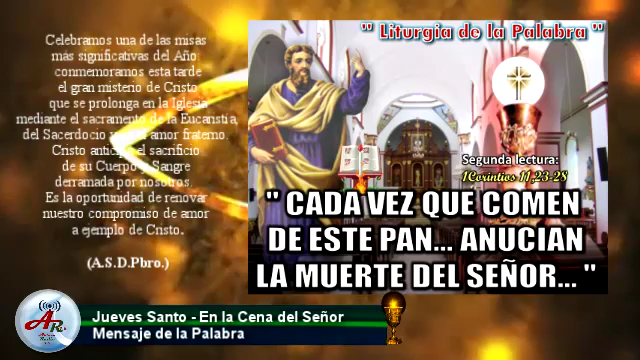 Celebramos una de las misas
más significativas del Año
conmemoramos esta tarde
el gran misterio de Cristo
que se prolonga en la Iglesia
mediante el sacramento de la Eucaristía,
del Sacerdocio y del amor fraterno.
Cristo anticipa el sacrificio
de su Cuerpo y Sangre
derramada por nosotros.
Es la oportunidad de renovar
nuestro compromiso de amor
a ejemplo de Cristo.
(A.S.D.Pbro.)
" Liturgia de la Palabra "
Segunda lectura:
1Corintios 11,23-28
" CADA VEZ QUE COMEN
DE ESTE PAN... ANUCIAN
LA MUERTE DEL SEÑOR... "
AR
Jueves Santo - En la Cena del Señor
Mensaje de la Palabra